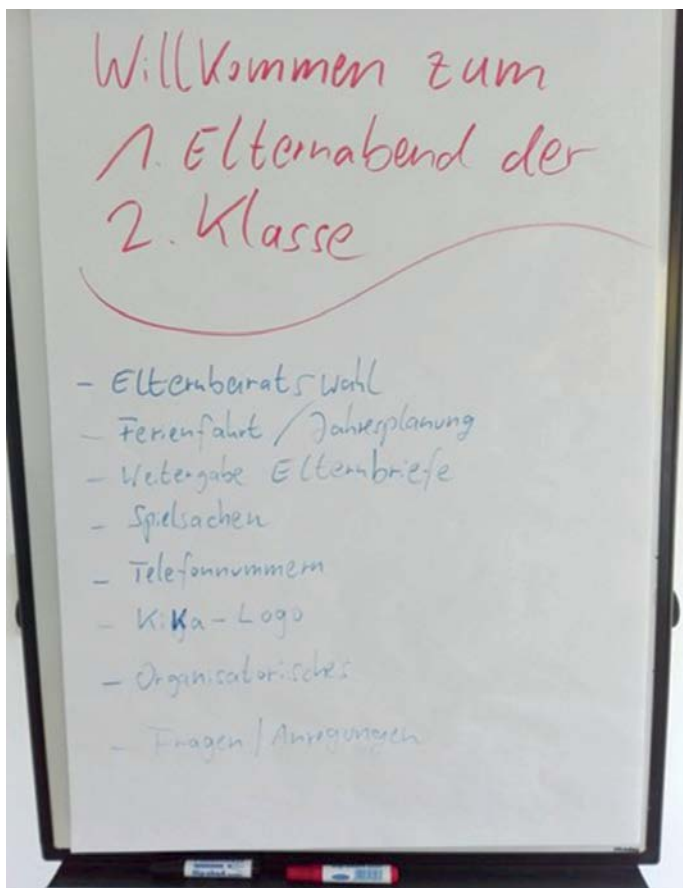 Willkommen zum
1. Elternabend der
2. Klasse
- Elternbeiratswahl
- Ferienfahrt / Jahresplanung
- Weitergabe Elternbriefe
- Spielsachen
- Telefonnummern
- KiKa-Logo
- Organisatorisches
- Fragen / Anregungen